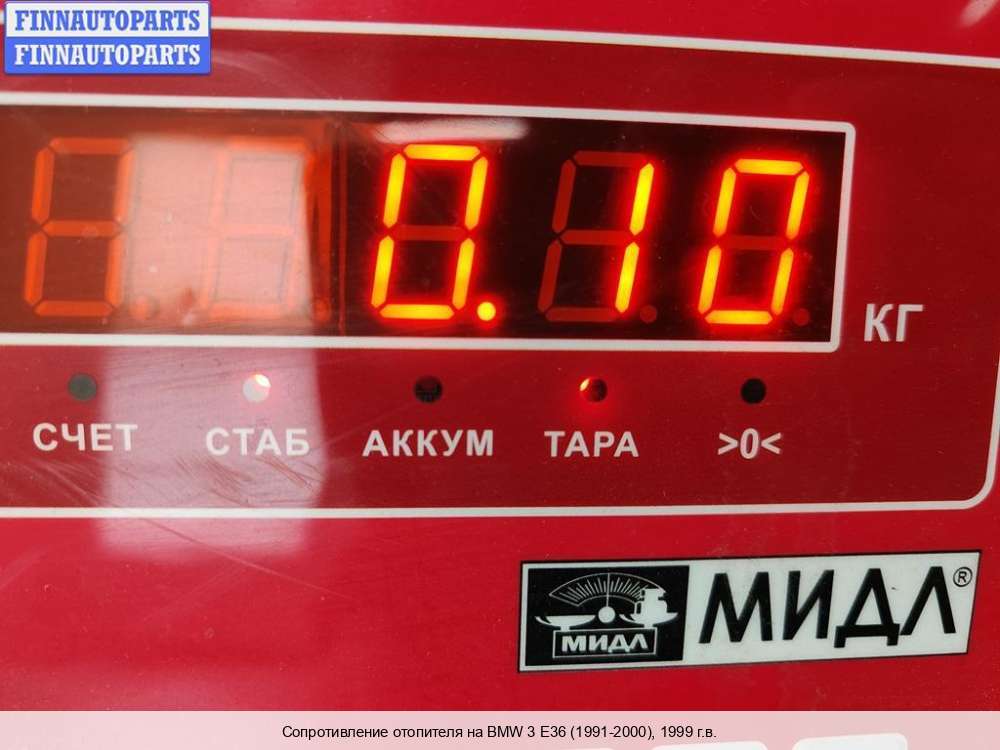 FINNAUTOPARTS
FINNAUTOPARTS
0.10
КГ
СЧЕТ СТАБ АККУМ ТАРА >0<
МИДЛ МИДЛ®
Сопротивление отопителя на BMW 3 E36 (1991-2000), 1999 г.в.